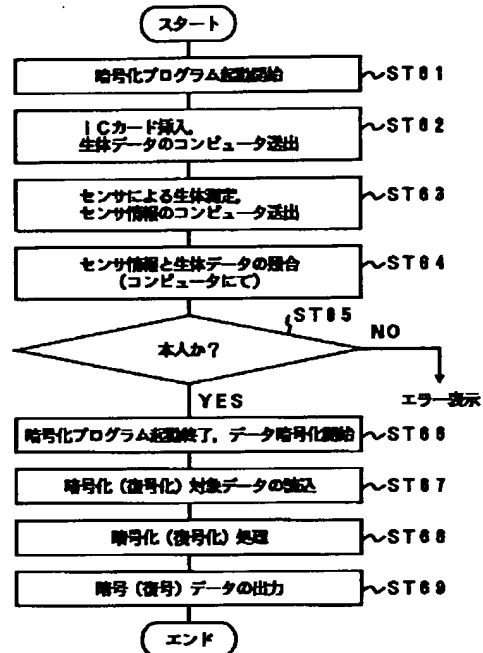 スタート
暗号化プログラム起動開始
ST61
ICカード挿入,
生体データのコンピュータ送出
ST62
センサによる生体測定,
センサ情報のコンピュータ送出
ST63
センサ情報と生体データの照合
(コンピュータにて)
ST64
ST65
本人か?
NO
エラー表示
YES
暗号化プログラム起動終了,データ暗号化開始
ST66
暗号化(復号化)対象データの読込
ST67
暗号化(復号化)処理
ST68
暗号(復号)データの出力
ST69
エンド